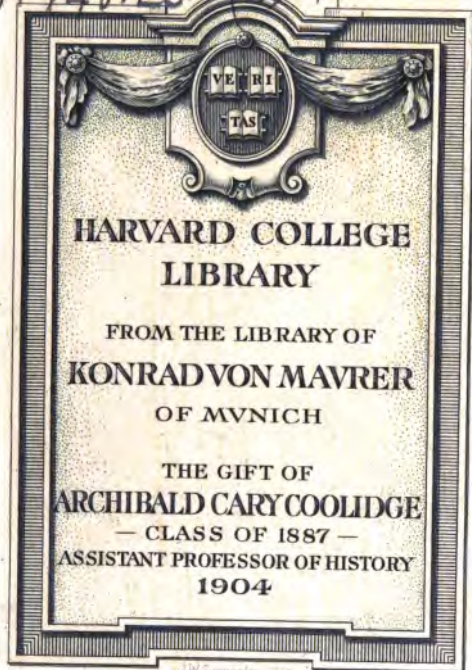 VE RI
TAS
HARVARD COLLEGE
LIBRARY
FROM THE LIBRARY OF
KONRAD VON MAVRER
OF MVNICH
THE GIFT OF
ARCHIBALD CARY COOLIDGE
— CLASS OF 1887 —
ASSISTANT PROFESSOR OF HISTORY
1904